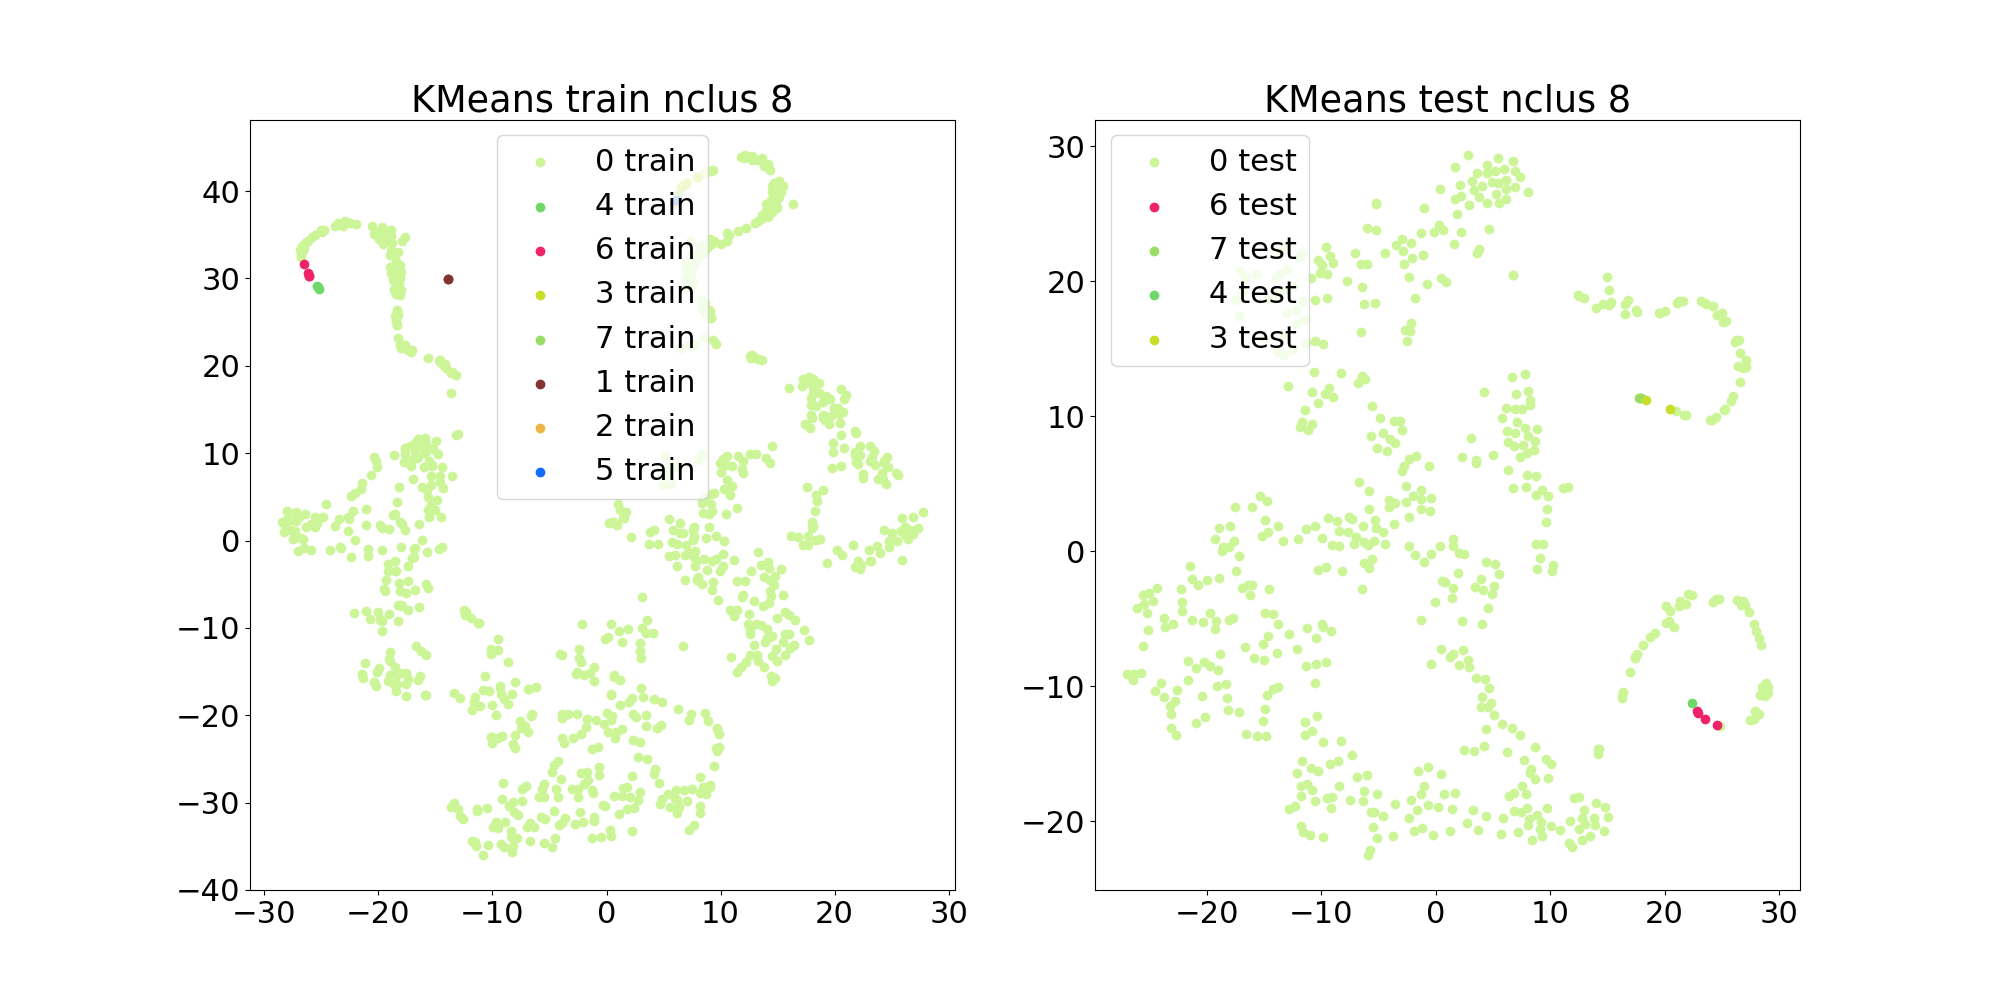 KMeans train nclus 8
0 train
4 train
6 train
3 train
7 train
1 train
2 train
5 train
40
30
20
10
0
−10
−20
−30
−40
−30 −20 −10 0 10 20 30
KMeans test nclus 8
0 test
6 test
7 test
4 test
3 test
30
20
10
0
−10
−20
−20 −10 0 10 20 30